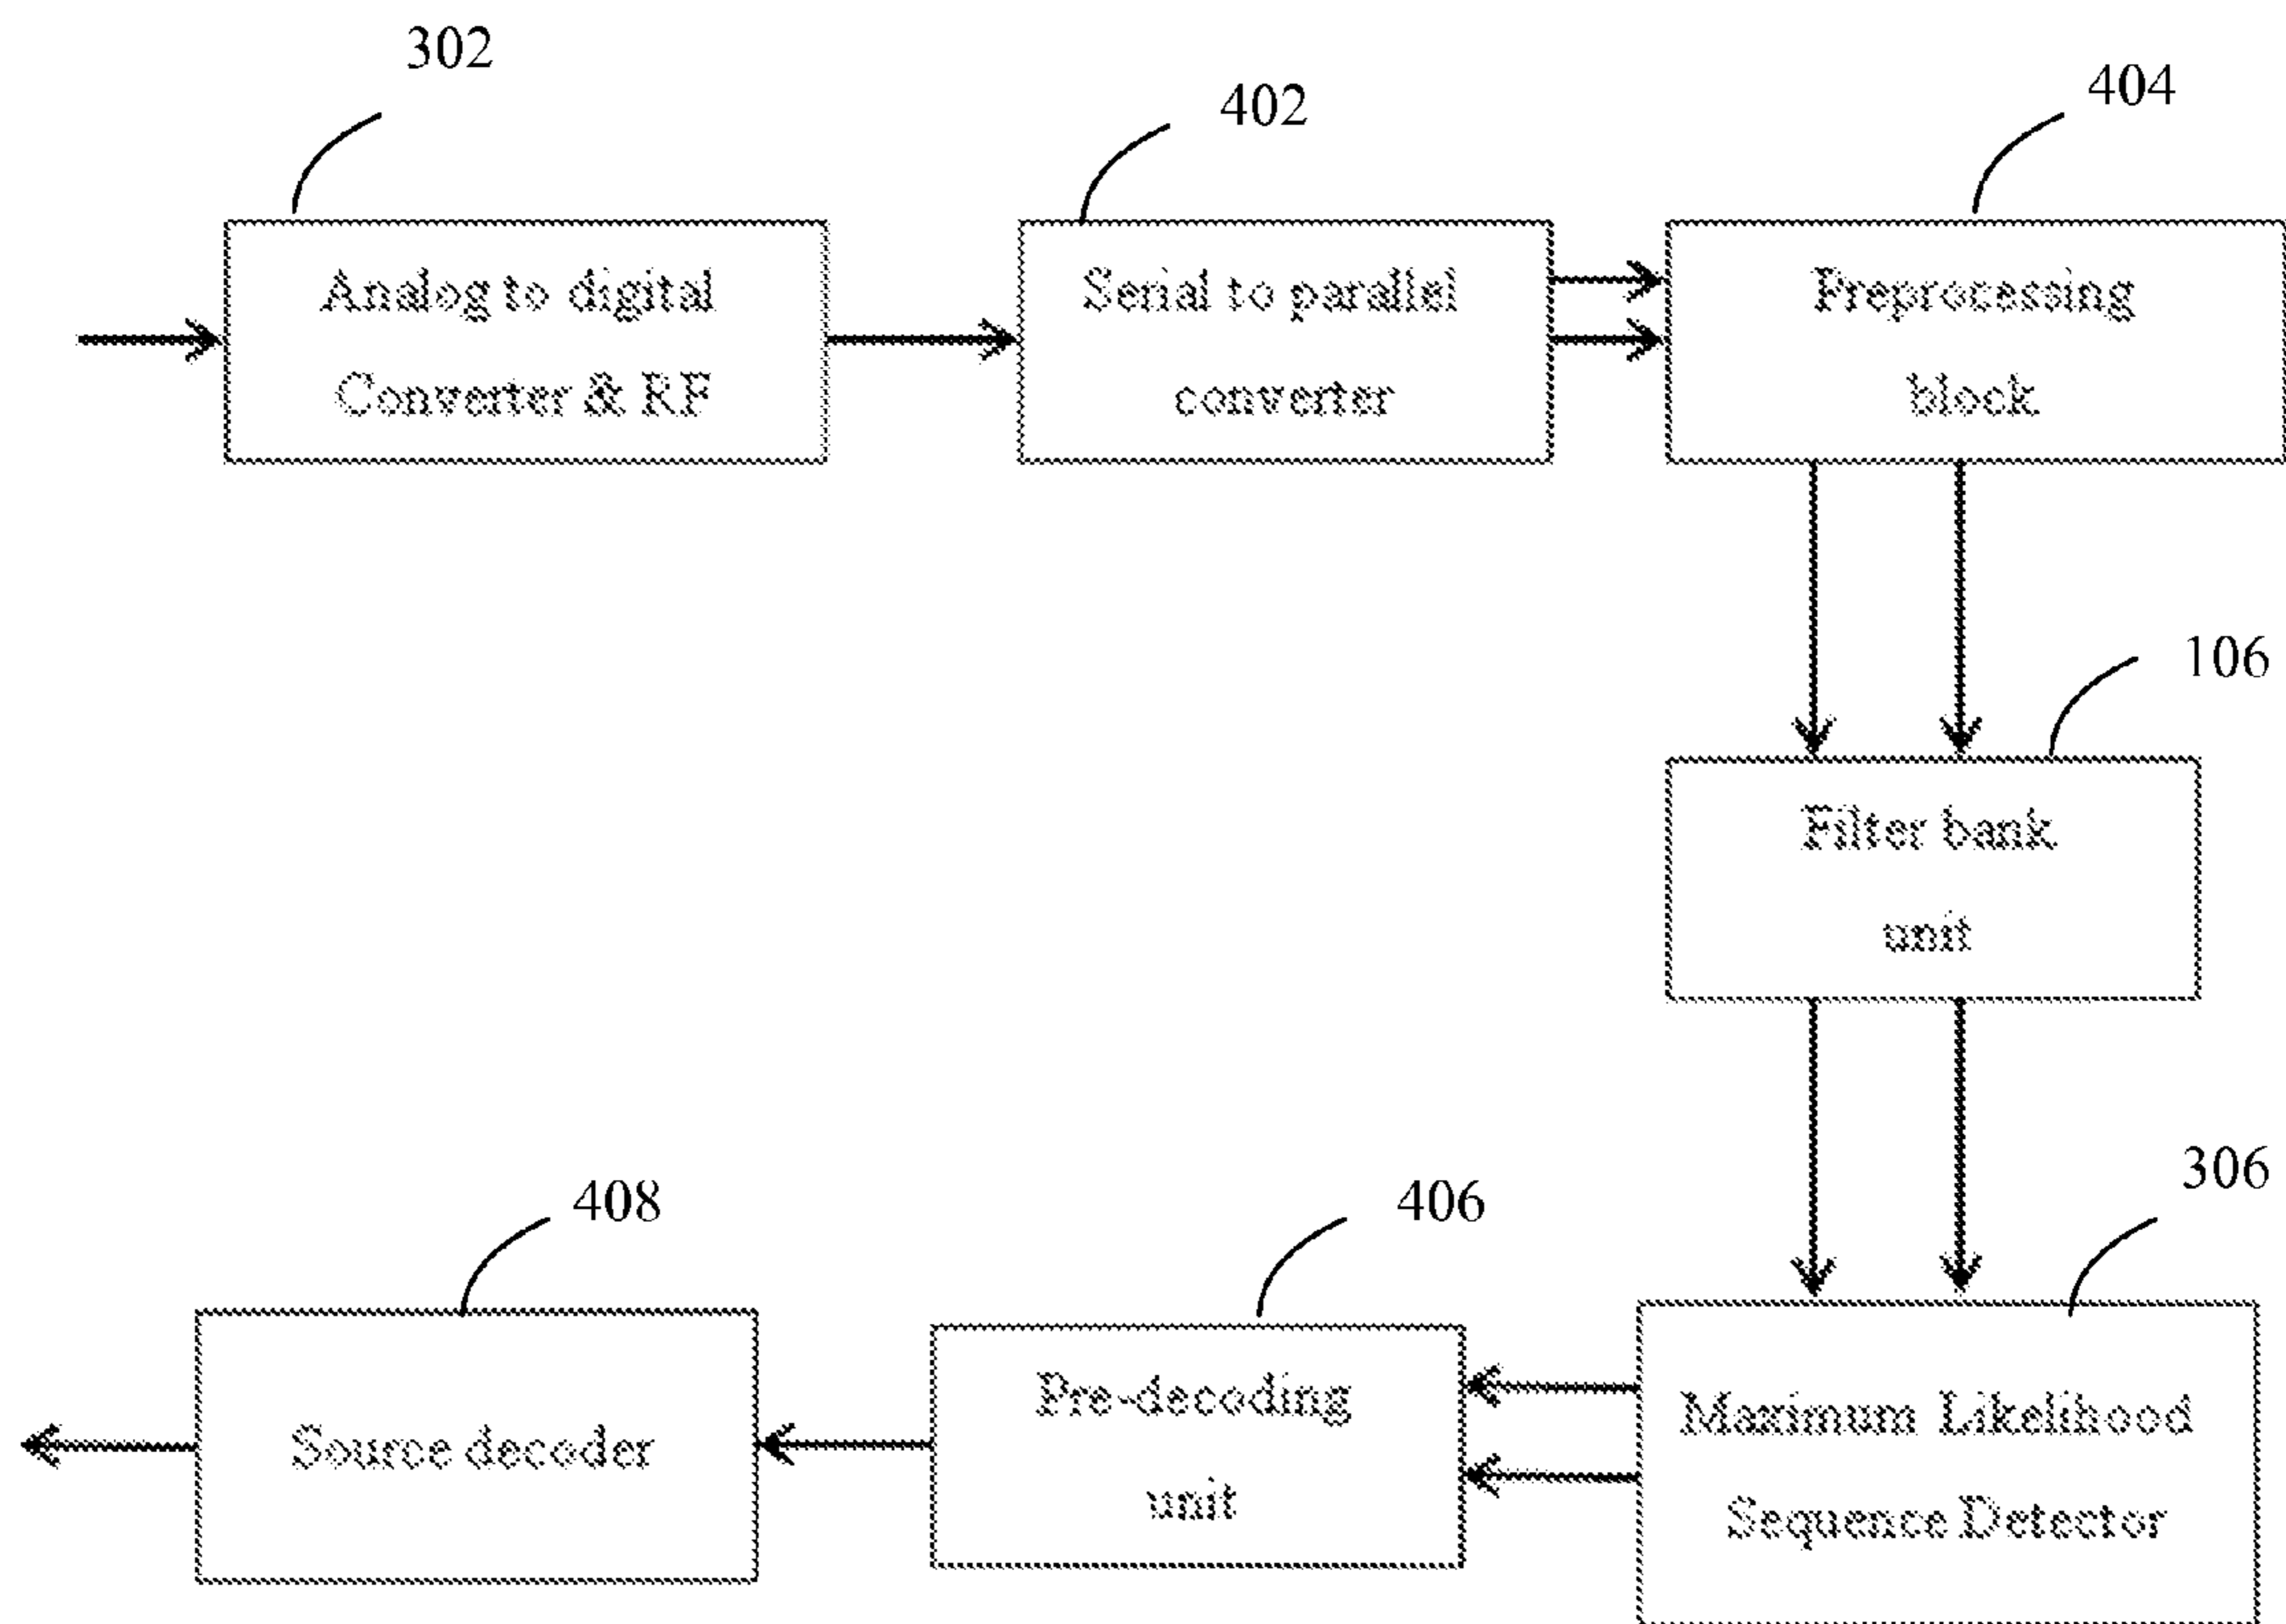 302
402
404
Analog to digital
Converter & RF
Serial to parallel
converter
Preprocessing
block
106
Filter bank
unit
306
408
406
Source decoder
Pre-decoding
unit
Maximum Likelihood
Sequence Detector